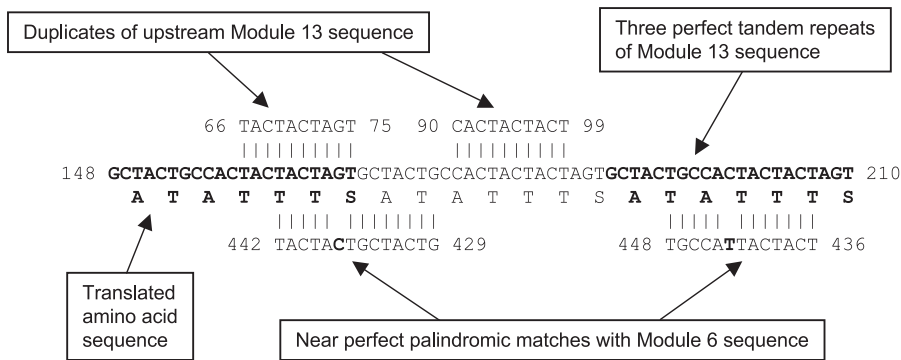 Duplicates of upstream Module 13 sequence
Three perfect tandem repeats
of Module 13 sequence
66 TACTACTAGT 75 90 CACTACTACT 99
148 GCTACTGCCACTACTACTAGTGCTACTGCCACTACTACTAGTGCTACTGCCACTACTACTAGT 210
A T A T T T S A T A T T T S A T A T T T S
442 TACTACTGCTACTG 429 448 TGCCATTACTACT 436
Translated
amino acid
sequence
Near perfect palindromic matches with Module 6 sequence